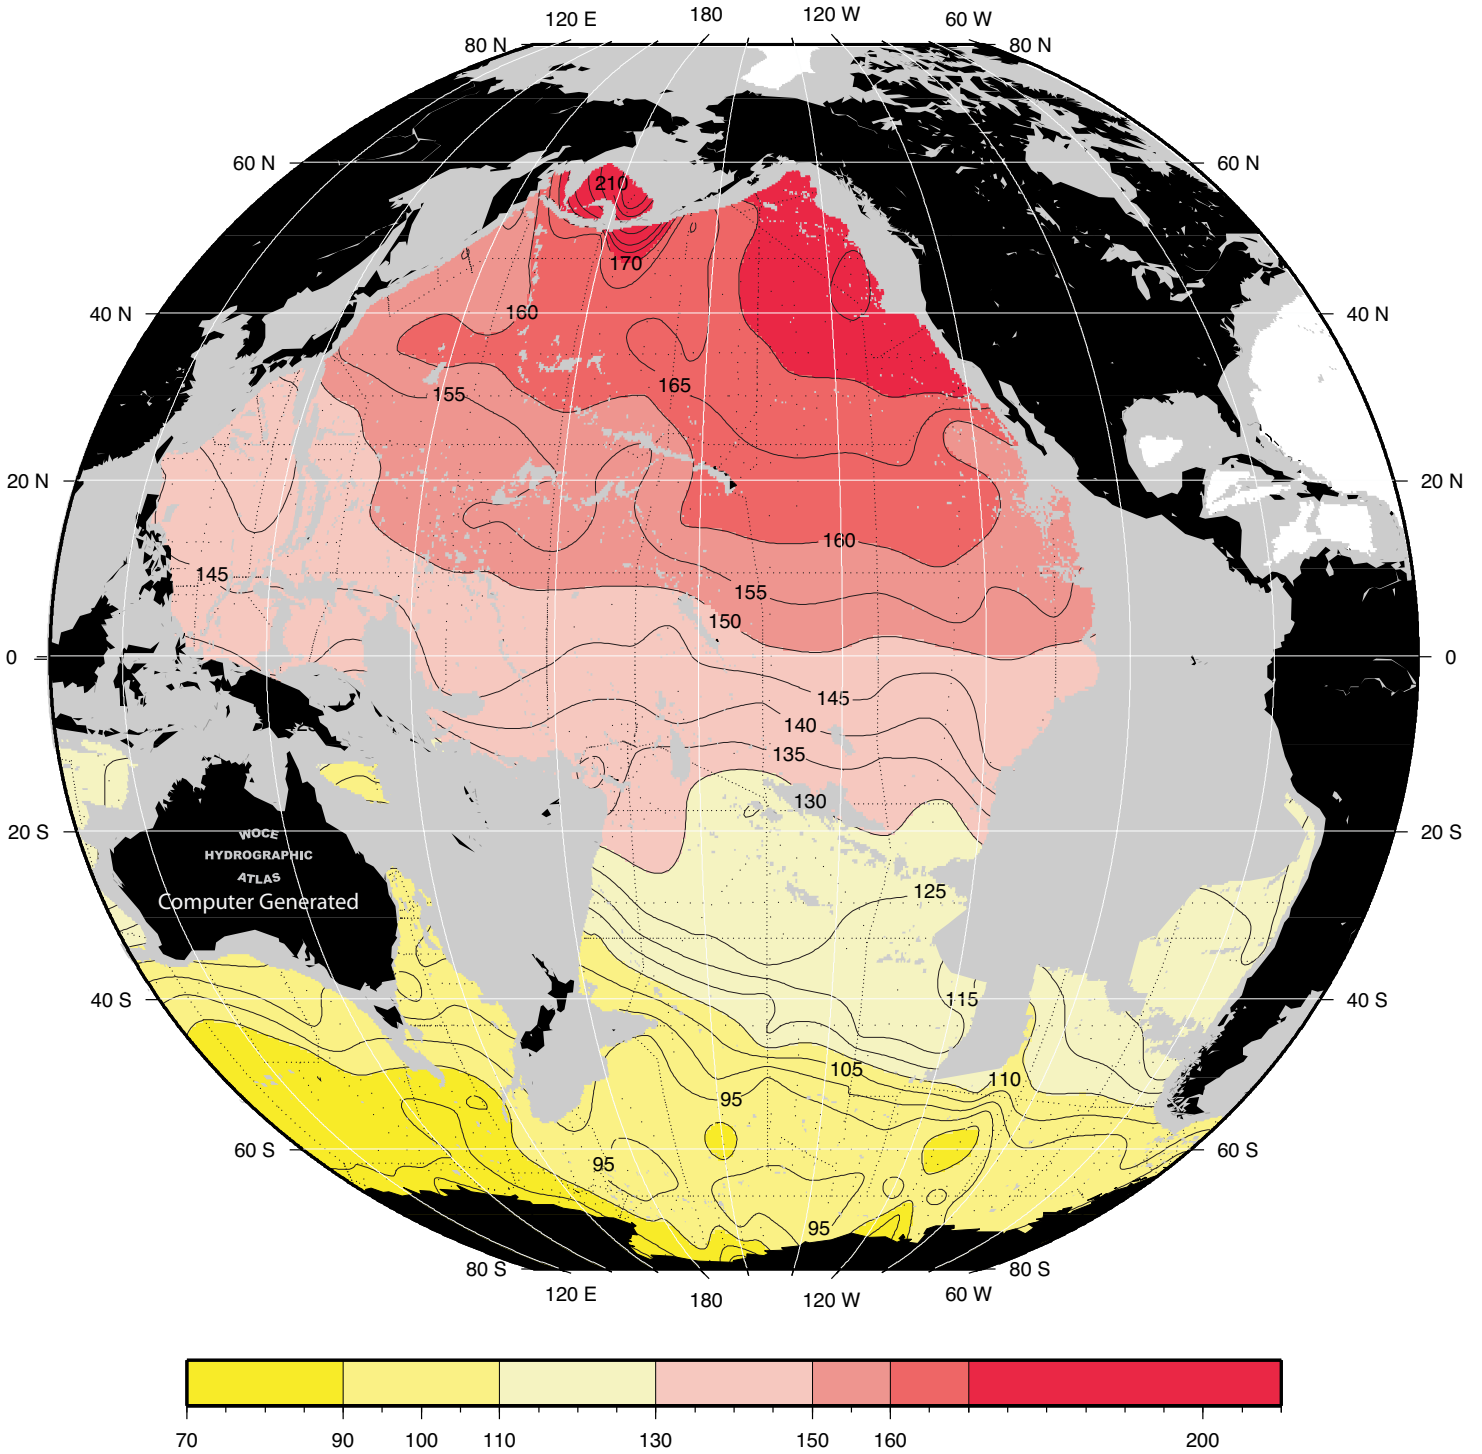 120 E 180 120 W 60 W
80 N 80 N
60 N 60 N
210
170
160
40 N 40 N
165
155
20 N 20 N
160
145
155
150
0 0
145
140
135
130
20 S 20 S
WOCE
HYDROGRAPHIC
ATLAS
Computer Generated
125
40 S 40 S
115
105
110
95
60 S 60 S
95
95
80 S 80 S
120 E 180 120 W 60 W
70 90 100 110 130 150 160 200